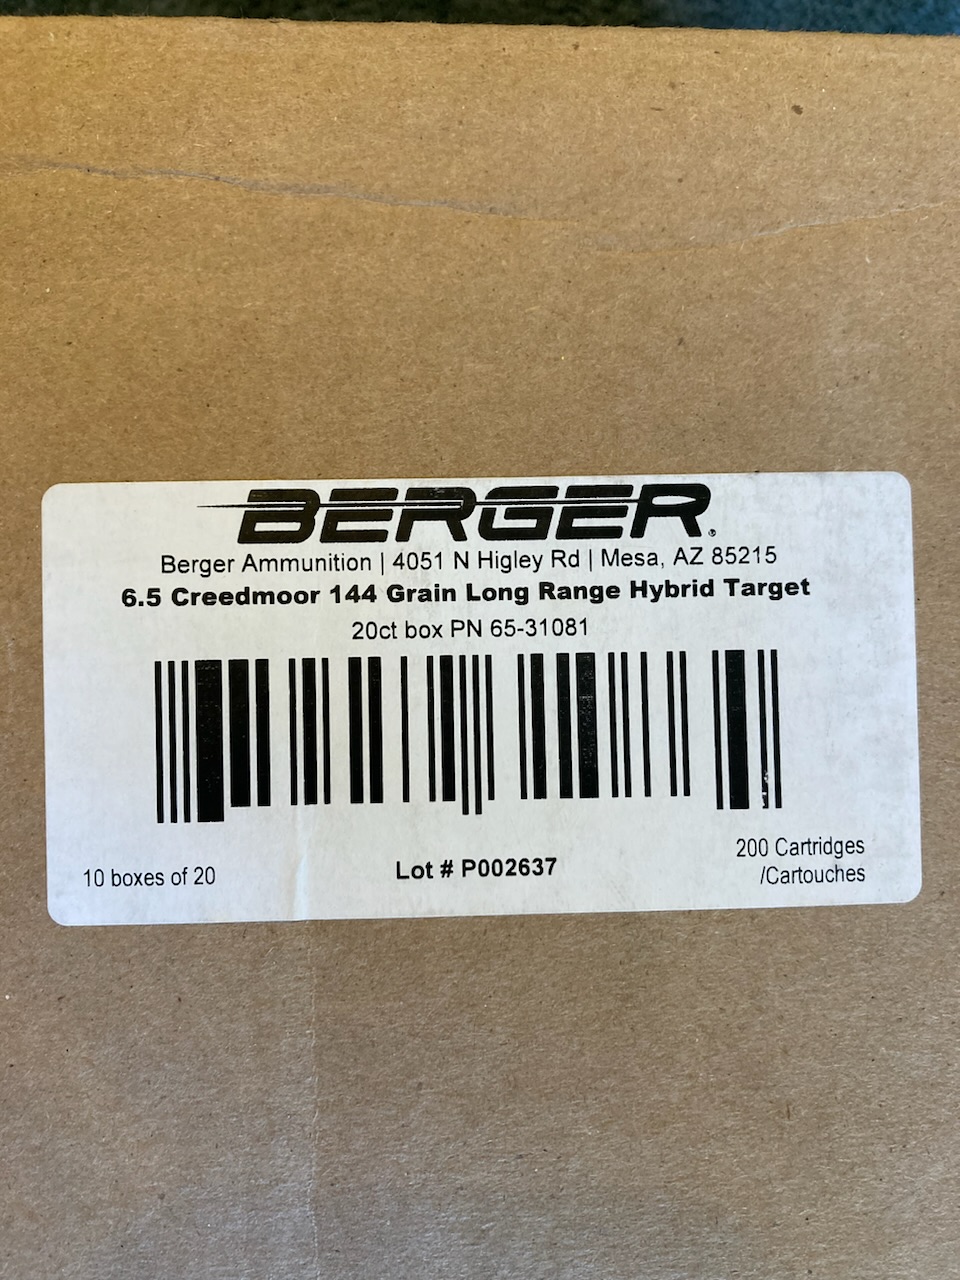 BERGER®
Berger Ammunition | 4051 N Higley Rd | Mesa, AZ 85215
6.5 Creedmoor 144 Grain Long Range Hybrid Target
20ct box PN 65-31081
10 boxes of 20
Lot # P002637
200 Cartridges
/Cartouches